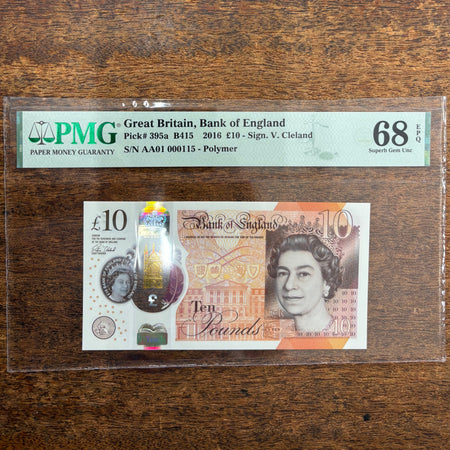 PMG
PAPER MONEY GUARANTY
Great Britain, Bank of England
Pick# 395a B415 2016 £10 - Sign. V. Cleland
S/N AA01 000115 - Polymer
68 EPQ
Superb Gem Unc
£10
Bank of England
10
Ten
Pounds
10